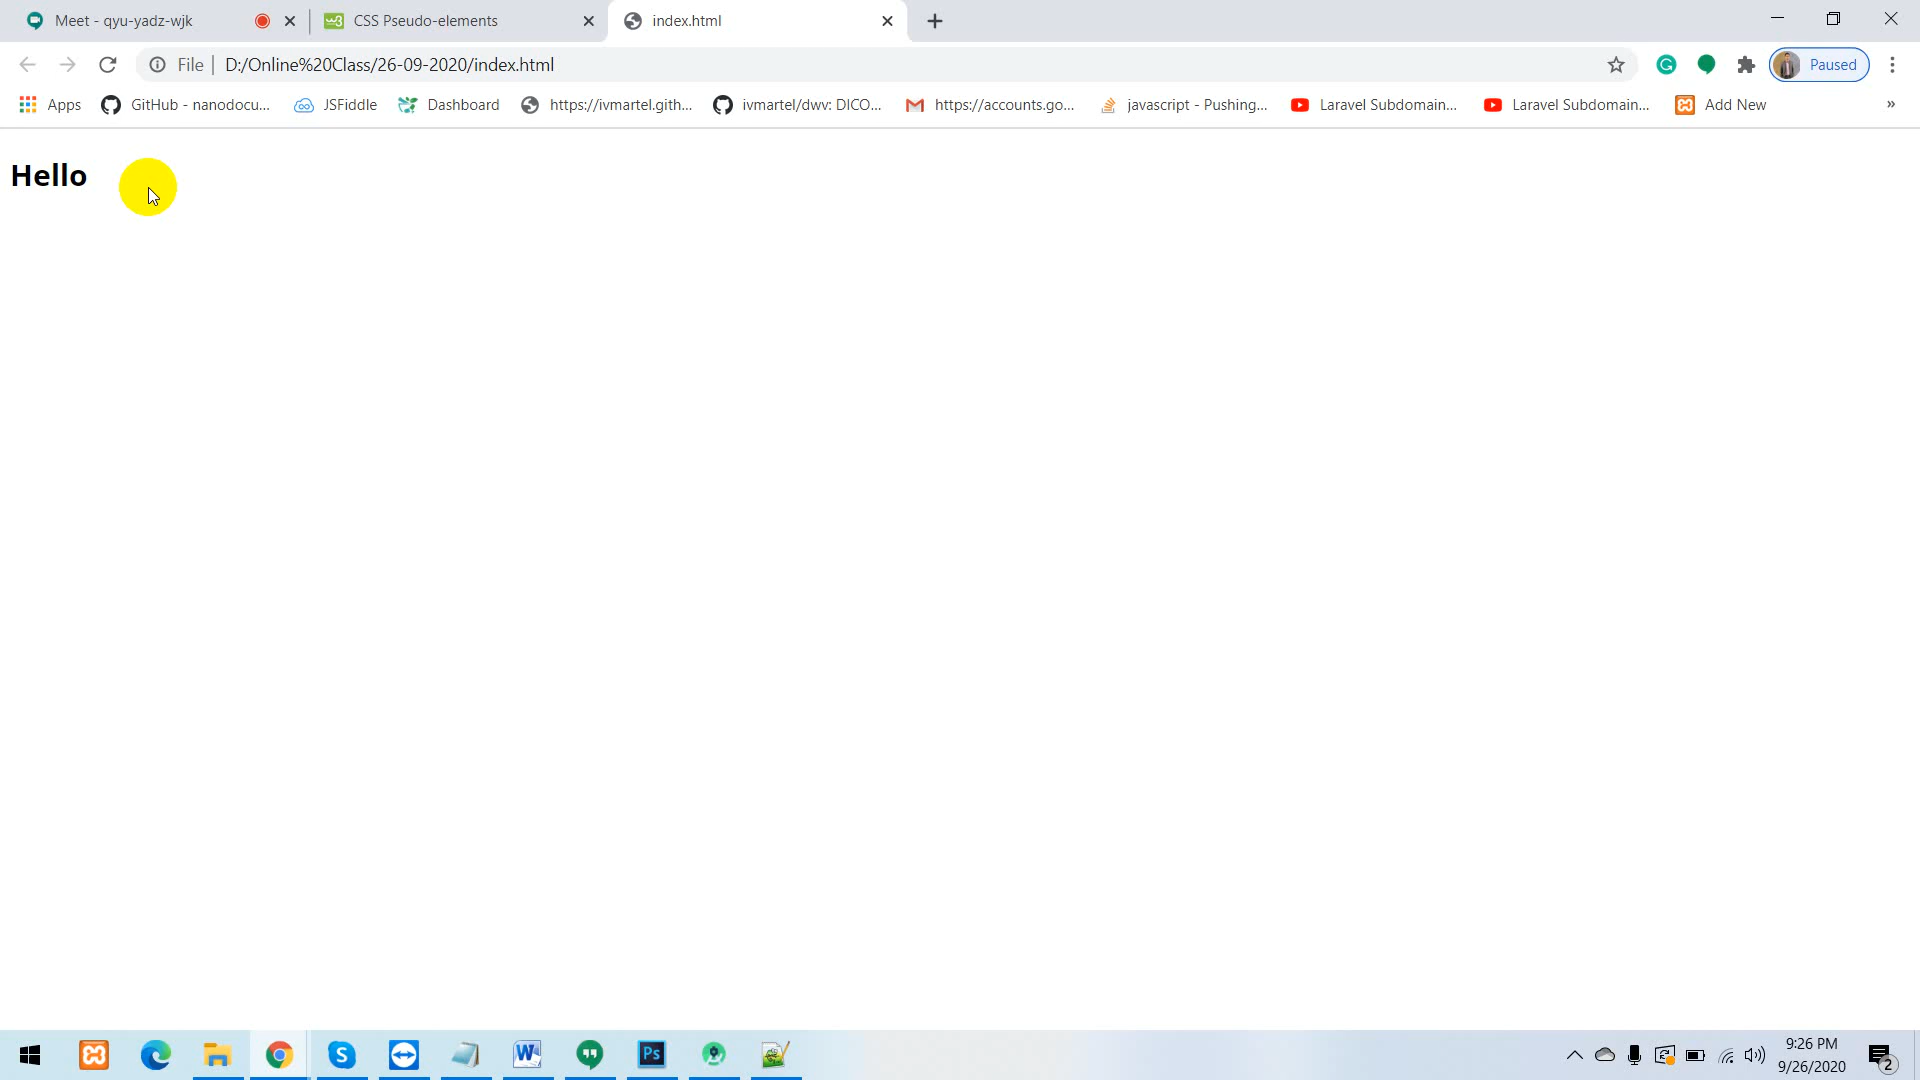 Meet - qyu-yadz-wjk
CSS Pseudo-elements
index.html
File | D:/Online%20Class/26-09-2020/index.html
Paused
Apps
GitHub - nanodocu...
JSFiddle
Dashboard
https://ivmartel.gith...
ivmartel/dwv: DICO...
https://accounts.go...
javascript - Pushing...
Laravel Subdomain...
Laravel Subdomain...
Add New
»
Hello
9:26 PM
9/26/2020
2